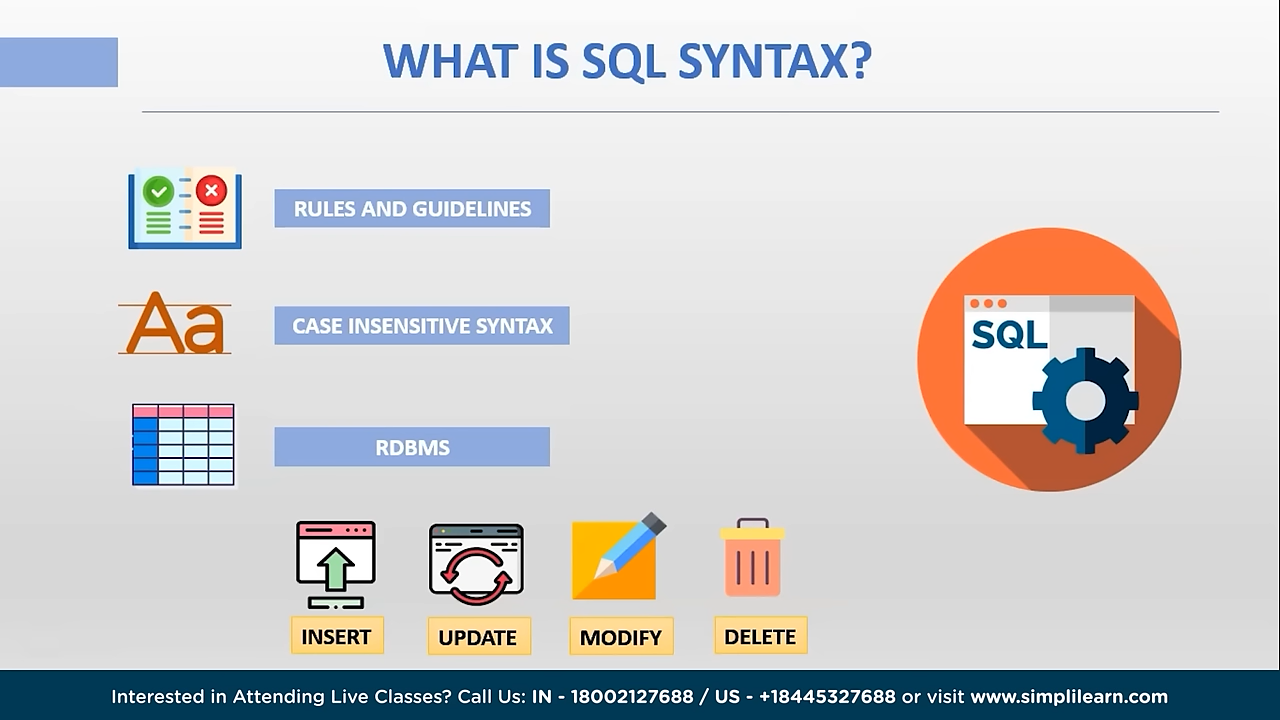 WHAT IS SQL SYNTAX?
RULES AND GUIDELINES
Aa
CASE INSENSITIVE SYNTAX
SQL
RDBMS
INSERT
UPDATE
MODIFY
DELETE
Interested in Attending Live Classes? Call Us: IN - 18002127688 / US - +18445327688 or visit www.simplilearn.com